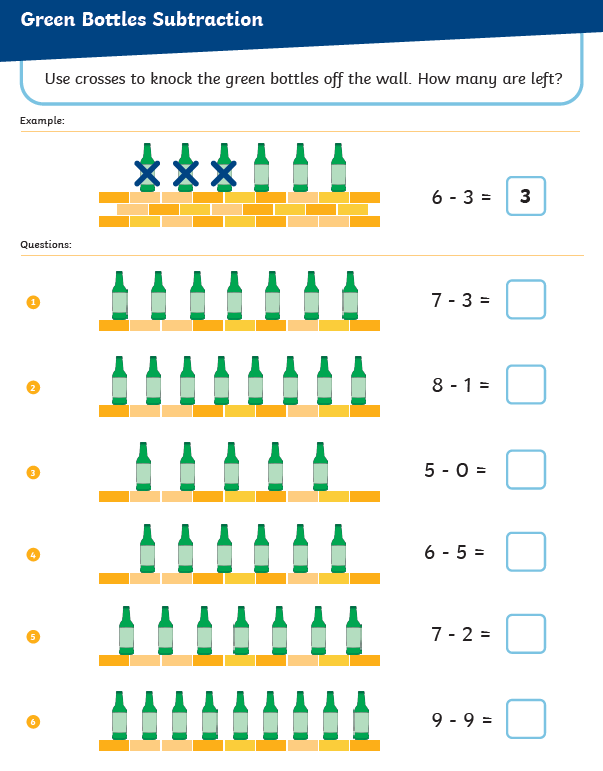 Green Bottles Subtraction
Use crosses to knock the green bottles off the wall. How many are left?
Example:
6 - 3 = 3
Questions:
1 7 - 3 =
2 8 - 1 =
3 5 - 0 =
4 6 - 5 =
5 7 - 2 =
6 9 - 9 =